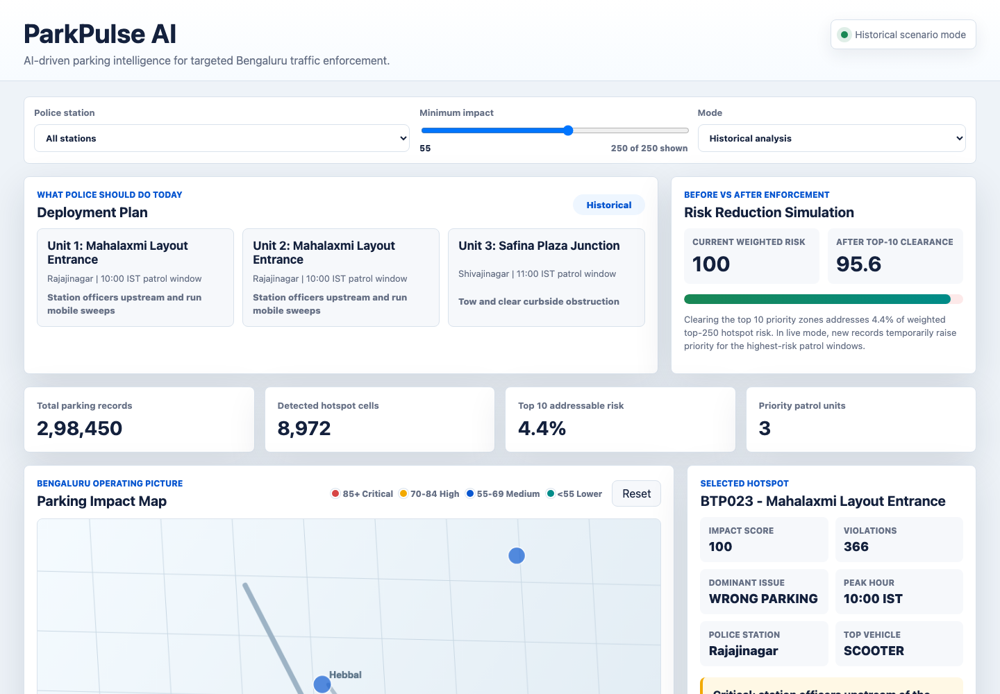 ParkPulse AI
AI-driven parking intelligence for targeted Bengaluru traffic enforcement.
Historical scenario mode
Police station
All stations
Minimum impact
55
250 of 250 shown
Mode
Historical analysis
WHAT POLICE SHOULD DO TODAY
Deployment Plan
Historical
Unit 1: Mahalaxmi Layout
Entrance
Rajajinagar | 10:00 IST patrol window
Station officers upstream and run
mobile sweeps
Unit 2: Mahalaxmi Layout
Entrance
Rajajinagar | 10:00 IST patrol window
Station officers upstream and run
mobile sweeps
Unit 3: Safina Plaza Junction
Shivajinagar | 11:00 IST patrol window
Tow and clear curbside obstruction
BEFORE VS AFTER ENFORCEMENT
Risk Reduction Simulation
CURRENT WEIGHTED RISK
100
AFTER TOP-10 CLEARANCE
95.6
Clearing the top 10 priority zones addresses 4.4% of weighted
top-250 hotspot risk. In live mode, new records temporarily raise
priority for the highest-risk patrol windows.
Total parking records
2,98,450
Detected hotspot cells
8,972
Top 10 addressable risk
4.4%
Priority patrol units
3
BENGALURU OPERATING PICTURE
Parking Impact Map
85+ Critical
70-84 High
55-69 Medium
<55 Lower
Reset
Hebbal
SELECTED HOTSPOT
BTP023 - Mahalaxmi Layout Entrance
IMPACT SCORE
100
VIOLATIONS
366
DOMINANT ISSUE
WRONG PARKING
PEAK HOUR
10:00 IST
POLICE STATION
Rajajinagar
TOP VEHICLE
SCOOTER
Critical: station officers upstream of the